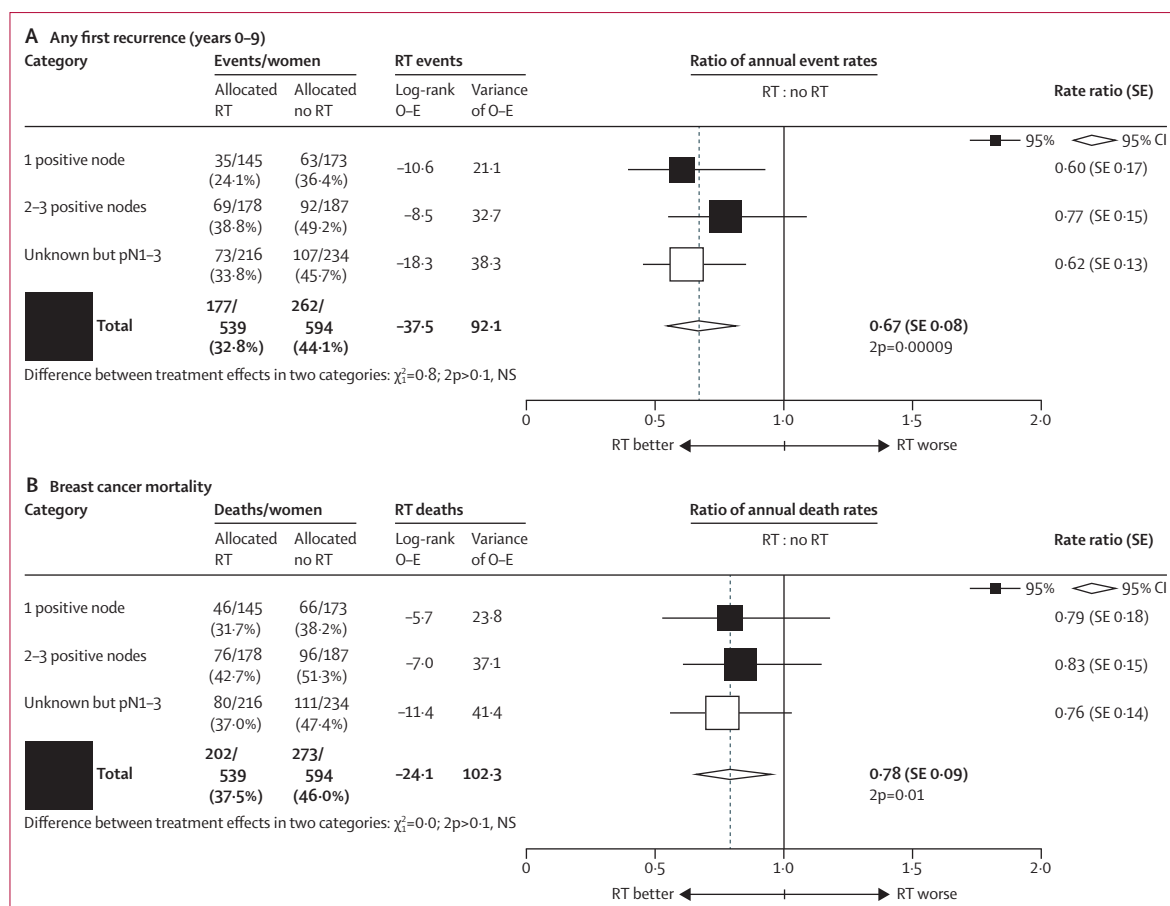 A Any first recurrence (years 0–9)
Category Events/women RT events Ratio of annual event rates
Allocated RT Allocated no RT Log-rank O–E Variance of O–E RT : no RT Rate ratio (SE)
95% 95% CI
1 positive node 35/145 63/173 –10·6 21·1 0·60 (SE 0·17)
(24·1%) (36·4%)
2–3 positive nodes 69/178 92/187 –8·5 32·7 0·77 (SE 0·15)
(38·8%) (49·2%)
Unknown but pN1–3 73/216 107/234 –18·3 38·3 0·62 (SE 0·13)
(33·8%) (45·7%)
177/ 262/
Total 539 594 –37·5 92·1 0·67 (SE 0·08)
(32·8%) (44·1%) 2p=0·00009
Difference between treatment effects in two categories: χ²₁=0·8; 2p>0·1, NS
0 0·5 1·0 1·5 2·0
RT better RT worse
B Breast cancer mortality
Category Deaths/women RT deaths Ratio of annual death rates
Allocated RT Allocated no RT Log-rank O–E Variance of O–E RT : no RT Rate ratio (SE)
95% 95% CI
1 positive node 46/145 66/173 –5·7 23·8 0·79 (SE 0·18)
(31·7%) (38·2%)
2–3 positive nodes 76/178 96/187 –7·0 37·1 0·83 (SE 0·15)
(42·7%) (51·3%)
Unknown but pN1–3 80/216 111/234 –11·4 41·4 0·76 (SE 0·14)
(37·0%) (47·4%)
202/ 273/
Total 539 594 –24·1 102·3 0·78 (SE 0·09)
(37·5%) (46·0%) 2p=0·01
Difference between treatment effects in two categories: χ²₁=0·0; 2p>0·1, NS
0 0·5 1·0 1·5 2·0
RT better RT worse